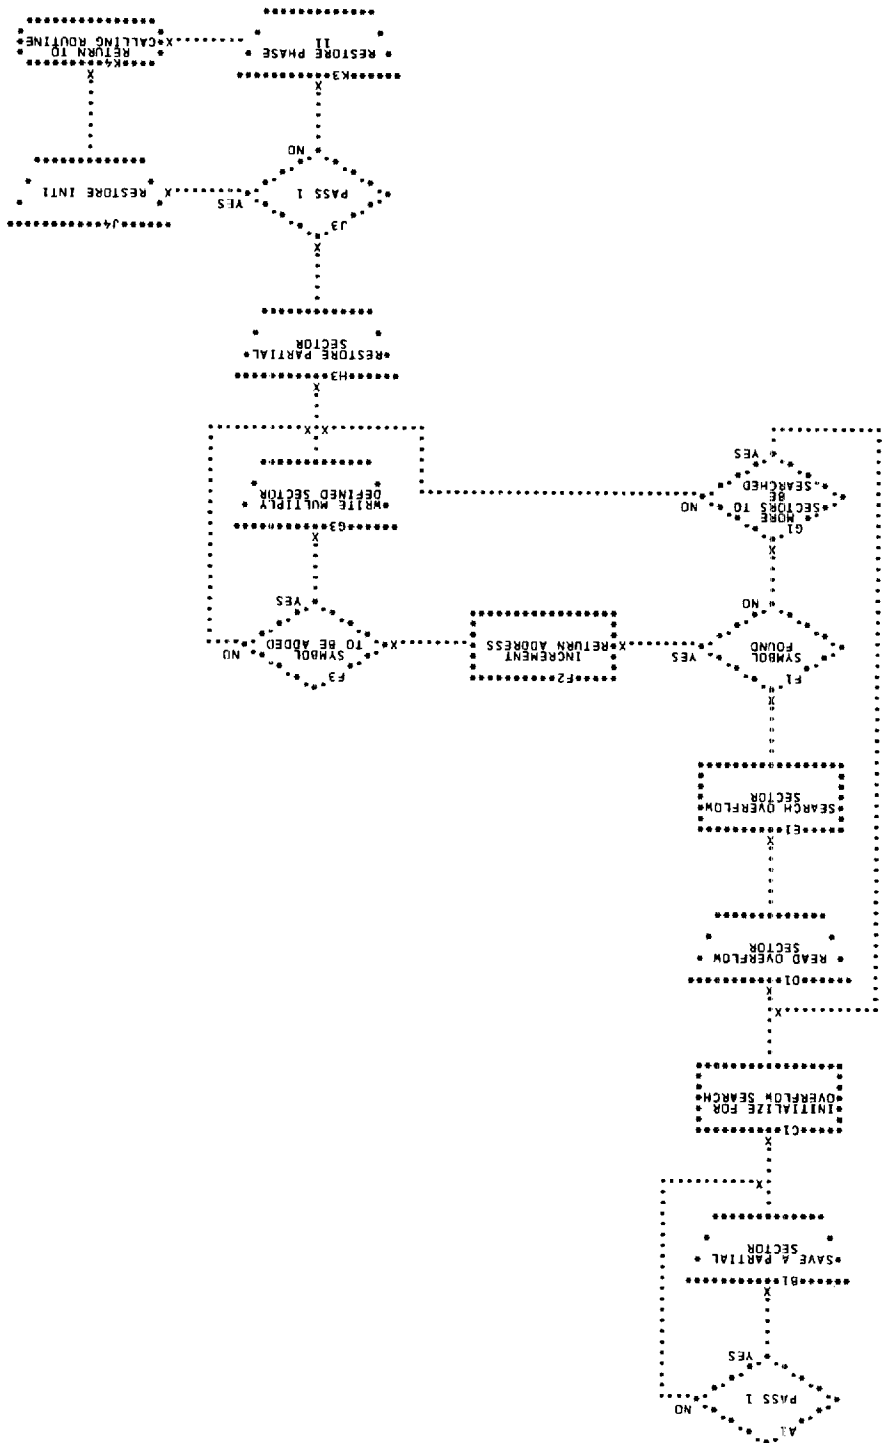 A1
PASS 1
NO
YES
B1
SAVE A PARTIAL
SECTOR
C1
INITIALIZE FOR
OVERFLOW SEARCH
D1
READ OVERFLOW
SECTOR
E1
SEARCH OVERFLOW
SECTOR
F1
SYMBOL
FOUND
YES
NO
F2
INCREMENT
RETURN ADDRESS
F3
SYMBOL
TO BE ADDED
NO
YES
G1
MORE
SECTORS TO
BE
SEARCHED
NO
YES
G3
WRITE MULTIPLY
DEFINED SECTOR
H3
RESTORE PARTIAL
SECTOR
J3
PASS 1
YES
NO
J4
RESTORE INT1
K3
RESTORE PHASE
11
K4
RETURN TO
CALLING ROUTINE